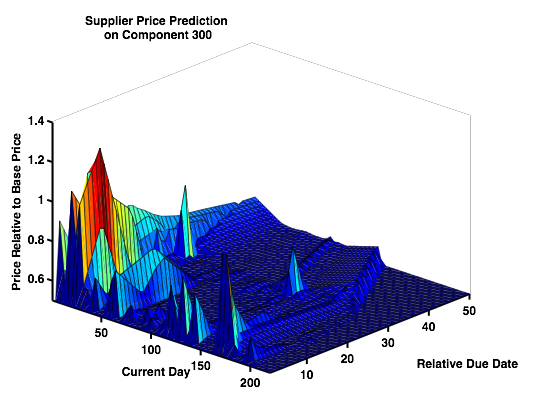 Supplier Price Prediction
on Component 300
1.4
1.2
1
0.8
0.6
Price Relative to Base Price
50
100
150
200
Current Day
10
20
30
40
50
Relative Due Date